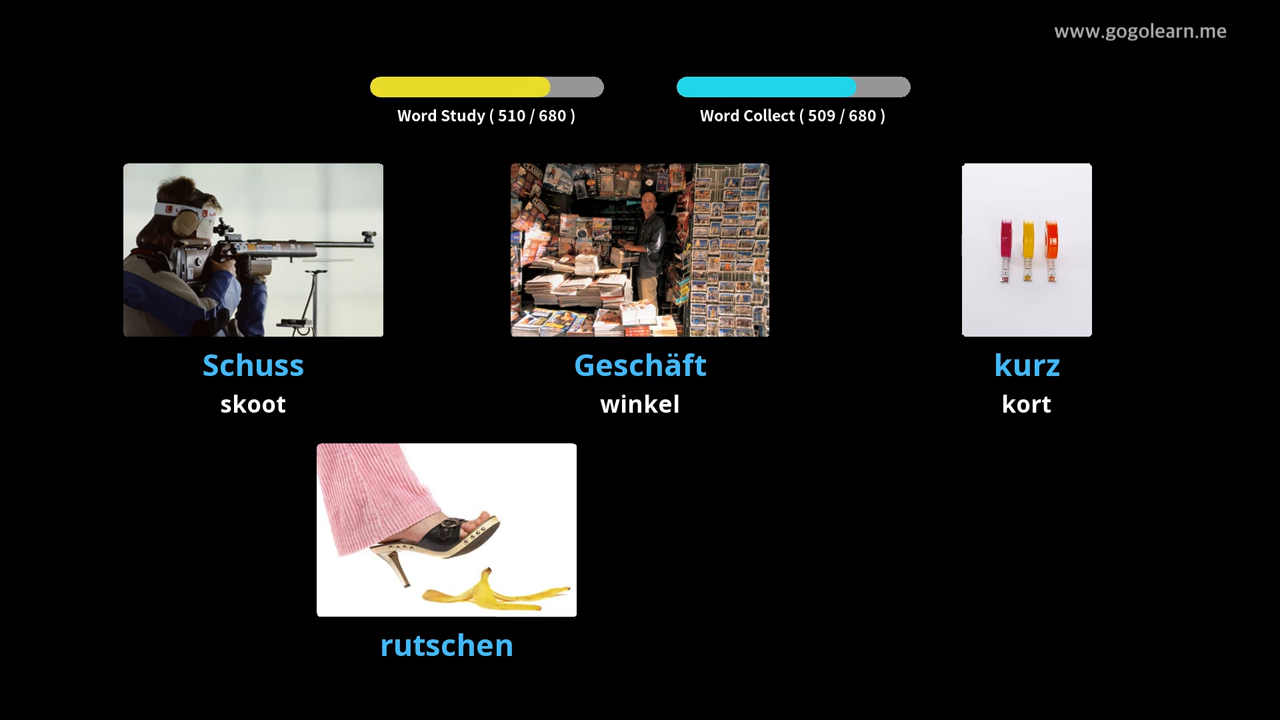 www.gogolearn.me
Word Study ( 510 / 680 )
Word Collect ( 509 / 680 )
Schuss
Geschäft
kurz
skoot
winkel
kort
rutschen